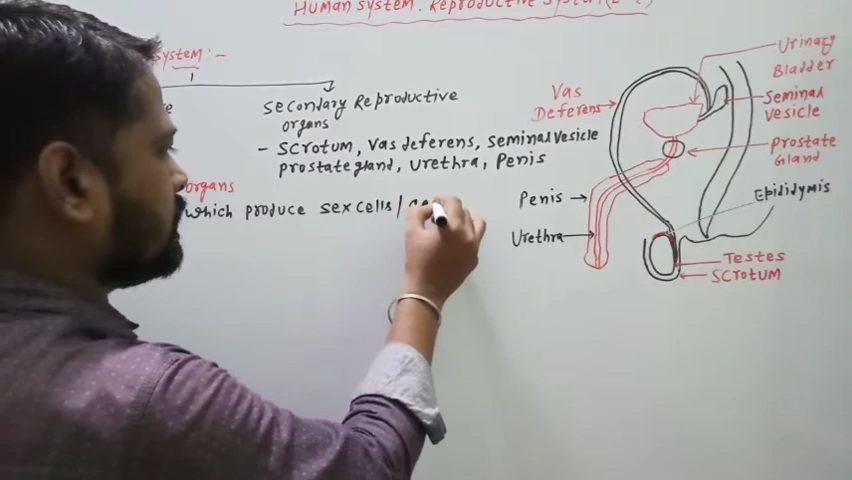 Human System: Reproductive System
System:-
Secondary Reproductive
organs
- Scrotum, Vas deferens, Seminal vesicle
prostate gland, Urethra, Penis
organs
which produce sex cells/
Vas
Deferens
Urinary
Bladder
Seminal
Vesicle
Prostate
Gland
Penis
Epididymis
Urethra
Testes
Scrotum